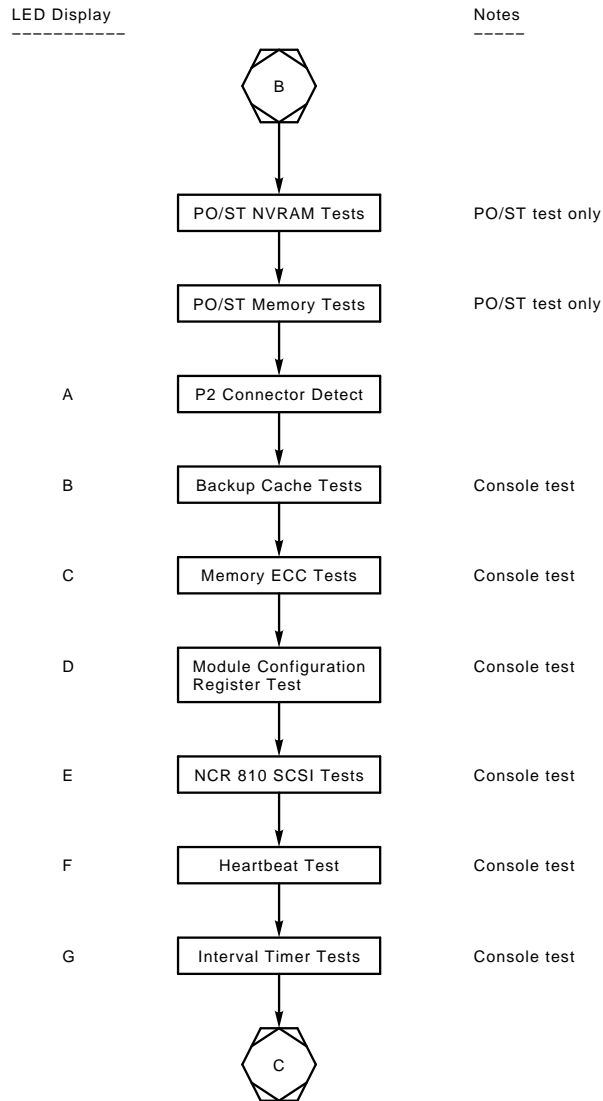 LED Display
Notes
B
PO/ST NVRAM Tests
PO/ST test only
PO/ST Memory Tests
PO/ST test only
A
P2 Connector Detect
B
Backup Cache Tests
Console test
C
Memory ECC Tests
Console test
D
Module Configuration
Register Test
Console test
E
NCR 810 SCSI Tests
Console test
F
Heartbeat Test
Console test
G
Interval Timer Tests
Console test
C